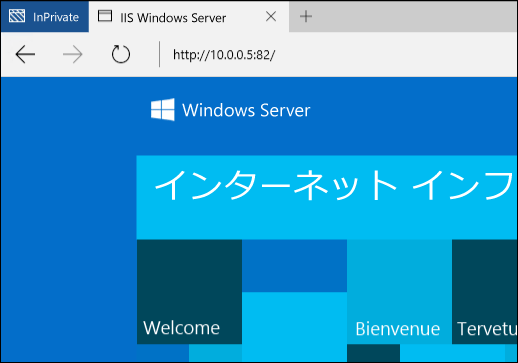 InPrivate
IIS Windows Server
http://10.0.0.5:82/
Windows Server
インターネット インフ
Welcome
Bienvenue
Tervetu